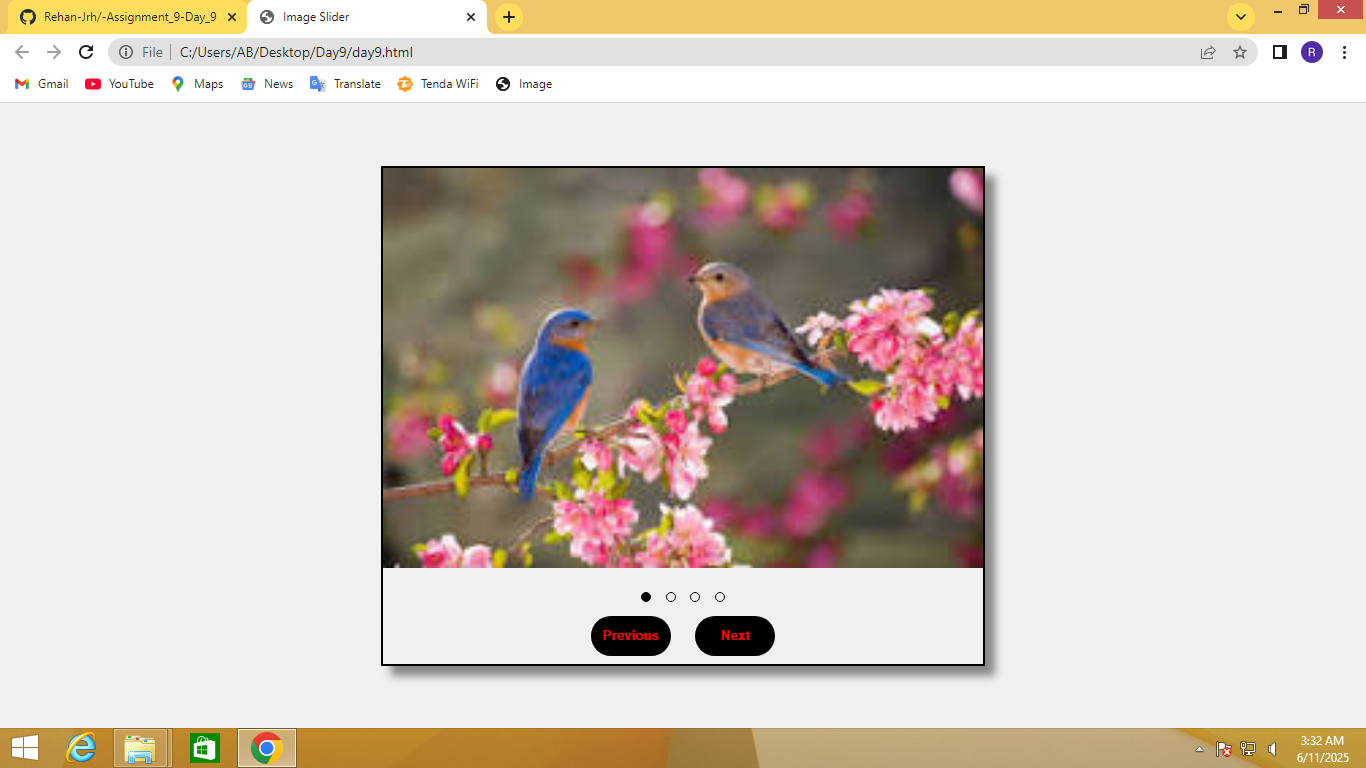 Rehan-Jrh/-Assignment_9-Day_9
Image Slider
File
C:/Users/AB/Desktop/Day9/day9.html
R
Gmail
YouTube
Maps
News
Translate
Tenda WiFi
Image
Previous
Next
3:32 AM
6/11/2025